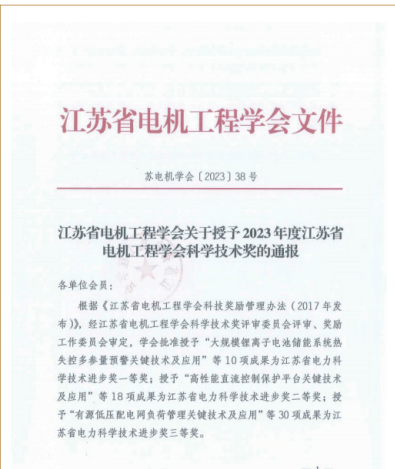 江苏省电机工程学会文件
苏电机学会〔2023〕38 号
江苏省电机工程学会关于授予 2023 年度江苏省
电机工程学会科学技术奖的通报
各单位会员：
根据《江苏省电机工程学会科技奖励管理办法（2017 年发
布）》，经江苏省电机工程学会科学技术奖评审委员会评审、奖励
工作委员会审定，学会批准授予“大规模锂离子电池储能系统热
失控多参量预警关键技术及应用”等 10 项成果为江苏省电力科
学技术进步奖一等奖；授予“高性能直流控制保护平台关键技术
及应用”等 18 项成果为江苏省电力科学技术进步奖二等奖；授
予“有源低压配电网负荷管理关键技术及应用”等 30 项成果为江
苏省电力科学技术进步奖三等奖。